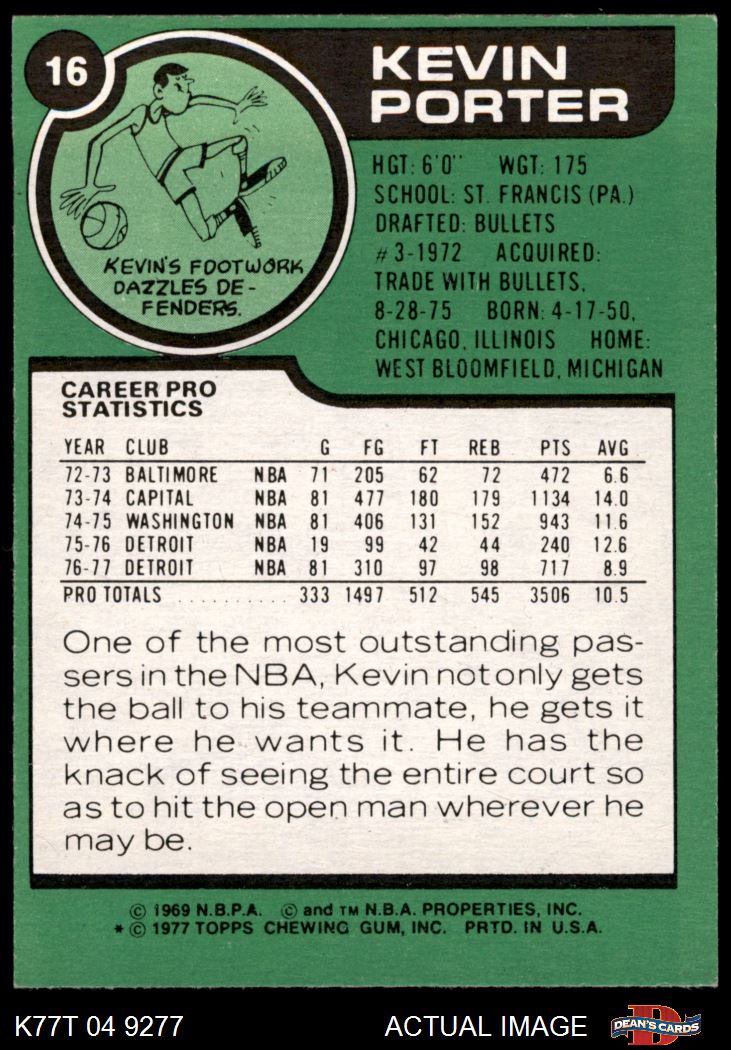 16
KEVIN
PORTER
KEVIN'S FOOTWORK
DAZZLES DE-
FENDERS.
HGT: 6'0" WGT: 175
SCHOOL: ST. FRANCIS (PA.)
DRAFTED: BULLETS
#3-1972 ACQUIRED:
TRADE WITH BULLETS,
8-28-75 BORN: 4-17-50,
CHICAGO, ILLINOIS HOME:
WEST BLOOMFIELD, MICHIGAN
CAREER PRO
STATISTICS
YEAR CLUB G FG FT REB PTS AVG
72-73 BALTIMORE NBA 71 205 62 72 472 6.6
73-74 CAPITAL NBA 81 477 180 179 1134 14.0
74-75 WASHINGTON NBA 81 406 131 152 943 11.6
75-76 DETROIT NBA 19 99 42 44 240 12.6
76-77 DETROIT NBA 81 310 97 98 717 8.9
PRO TOTALS .......... 333 1497 512 545 3506 10.5
One of the most outstanding pas-
sers in the NBA, Kevin not only gets
the ball to his teammate, he gets it
where he wants it. He has the
knack of seeing the entire court so
as to hit the open man wherever he
may be.
© 1969 N.B.P.A. © and TM N.B.A. PROPERTIES, INC.
* © 1977 TOPPS CHEWING GUM, INC. PRTD. IN U.S.A.
K77T 04 9277 ACTUAL IMAGE D DEAN'S CARDS